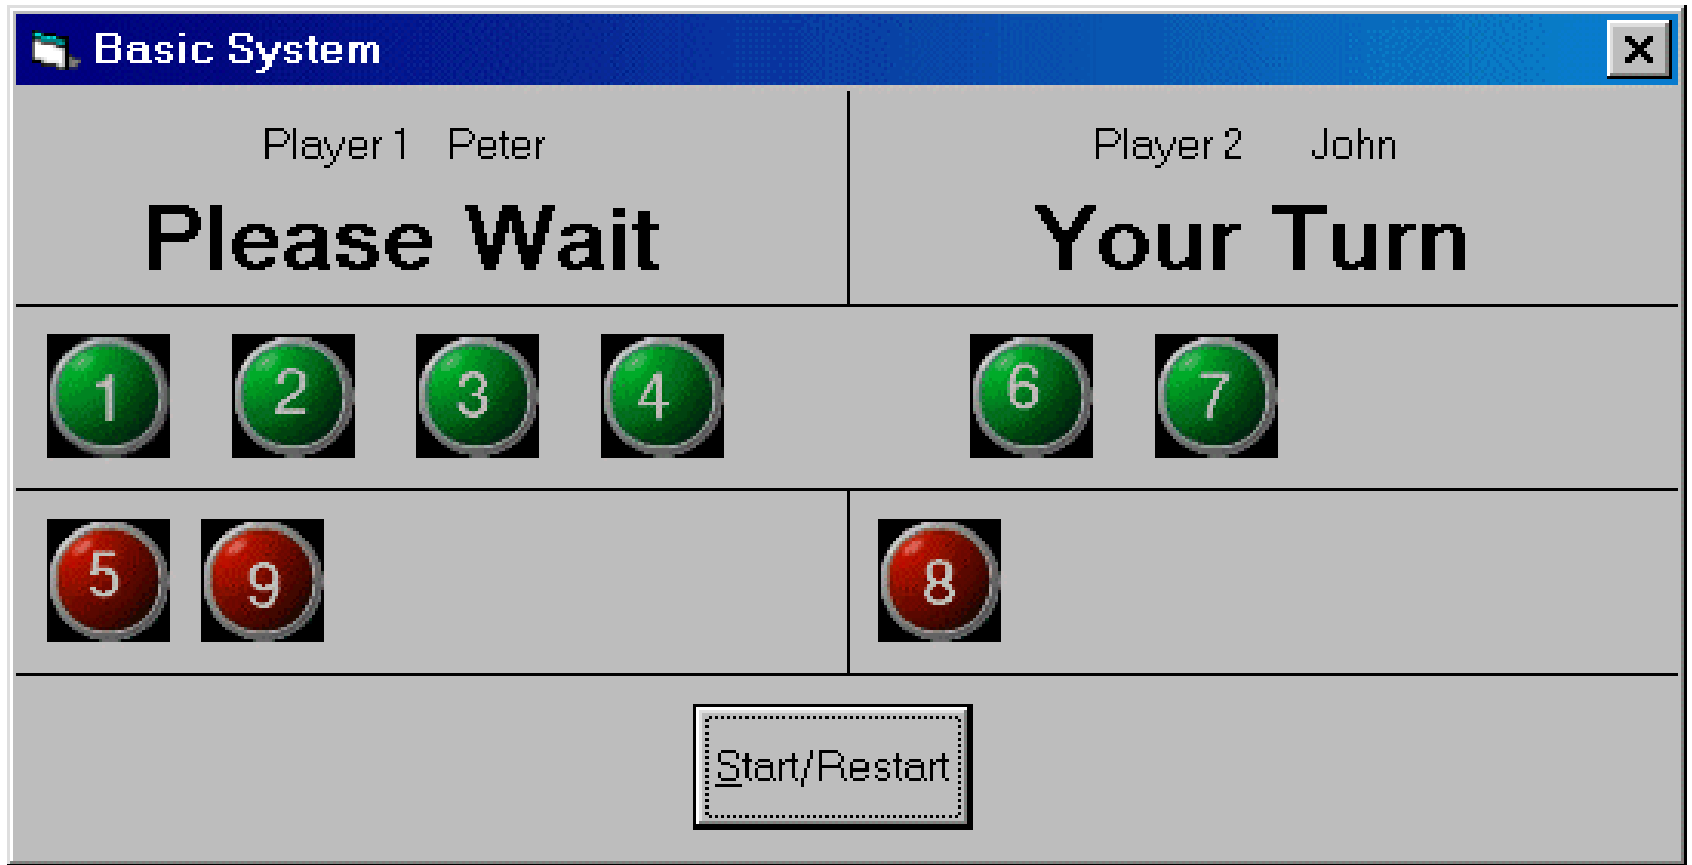 Basic System
Player 1 Peter Player 2 John
Please Wait Your Turn
1 2 3 4 6 7
5 9 8
Start/Restart